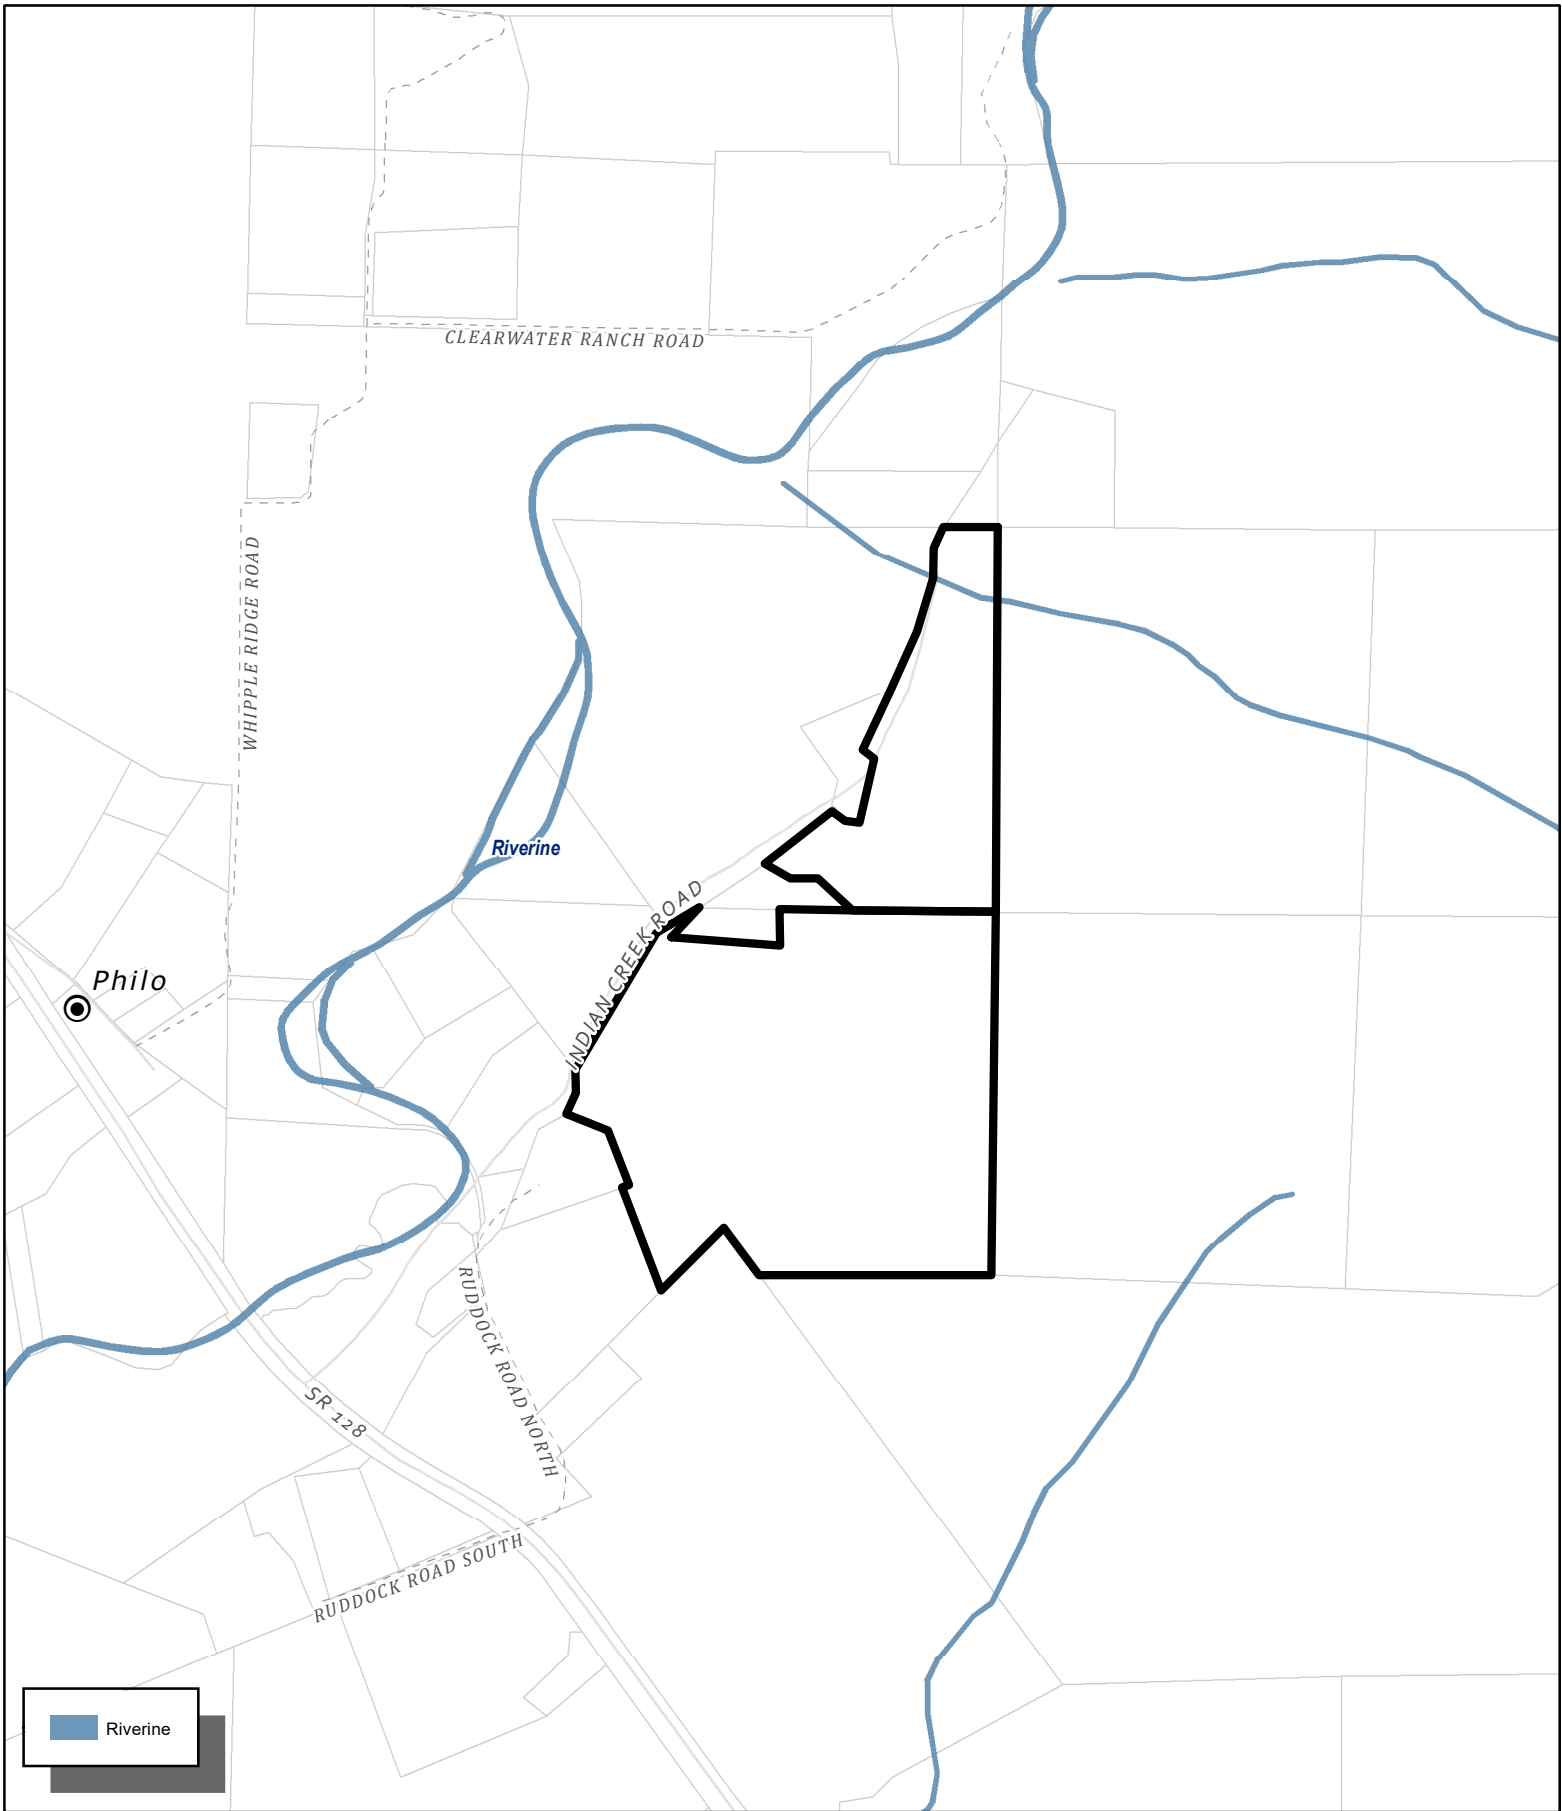 CLEARWATER RANCH ROAD
WHIPPLE RIDGE ROAD
Riverine
INDIAN CREEK ROAD
Philo
RUDDOCK ROAD NORTH
SR 128
RUDDOCK ROAD SOUTH
Riverine